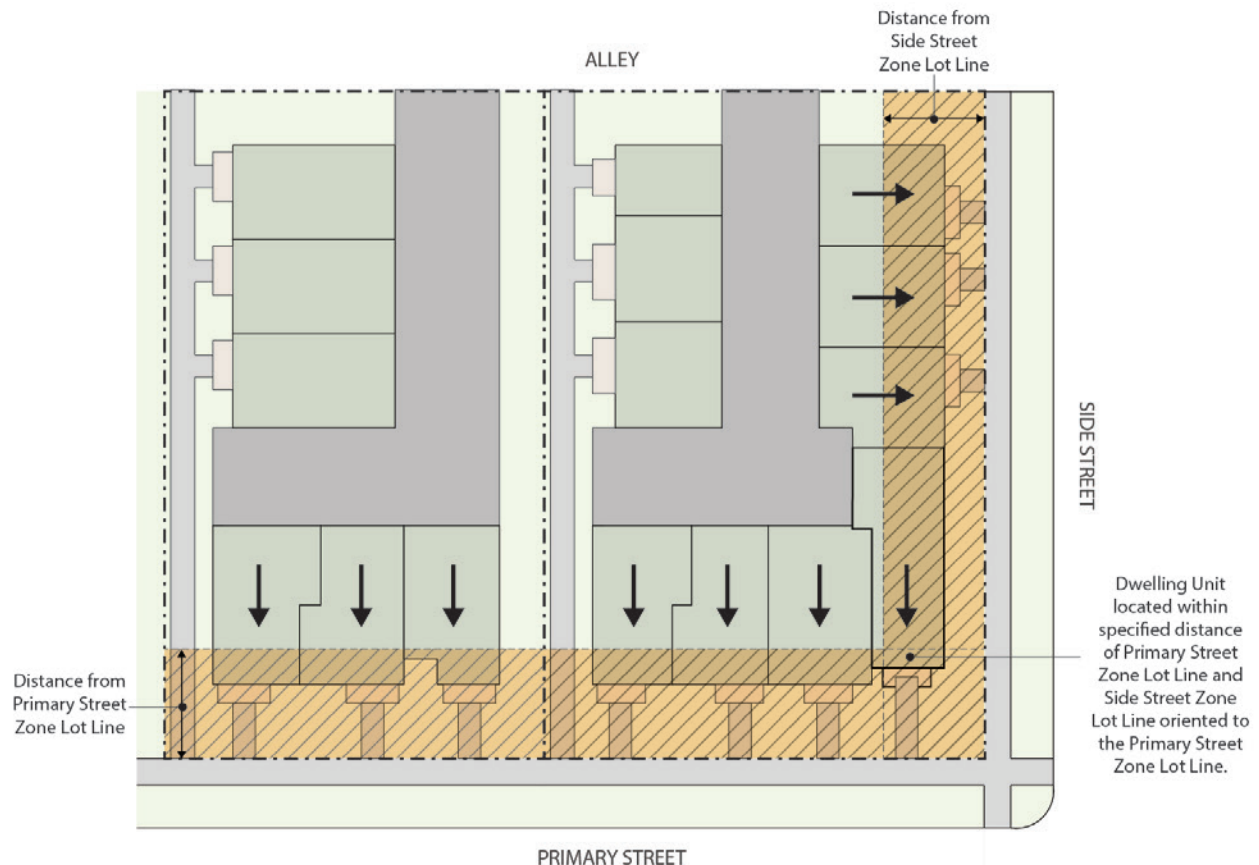 Distance from
Side Street
Zone Lot Line
ALLEY
SIDE STREET
Dwelling Unit
located within
specified distance
of Primary Street
Zone Lot Line and
Side Street Zone
Lot Line oriented to
the Primary Street
Zone Lot Line.
Distance from
Primary Street
Zone Lot Line
PRIMARY STREET